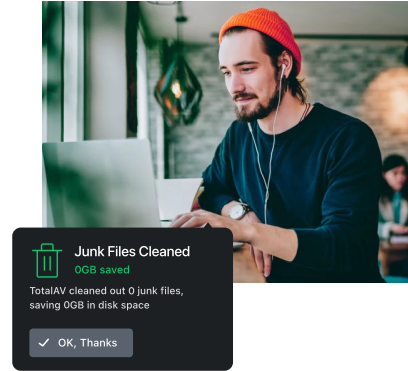 Junk Files Cleaned
0GB saved
TotalAV cleaned out 0 junk files,
saving 0GB in disk space
OK, Thanks